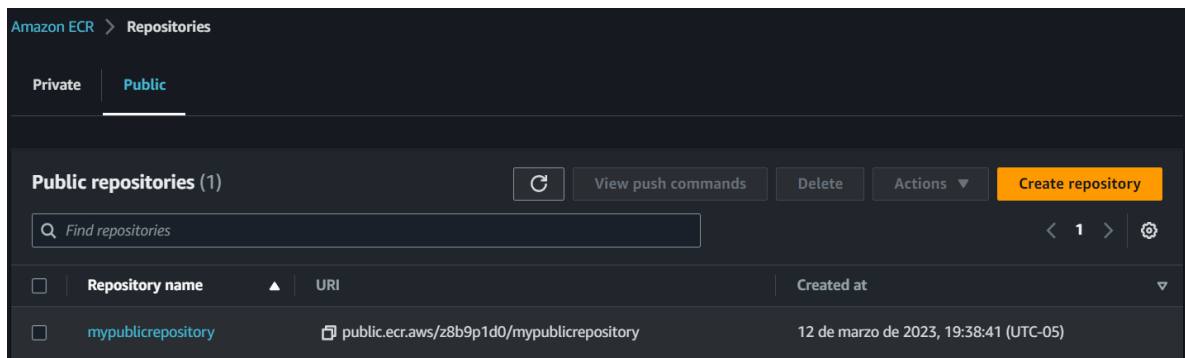 Amazon ECR > Repositories
Private Public
Public repositories (1) View push commands Delete Actions Create repository
Find repositories < 1 >
Repository name URI Created at
mypublicrepository public.ecr.aws/z8b9p1d0/mypublicrepository 12 de marzo de 2023, 19:38:41 (UTC-05)